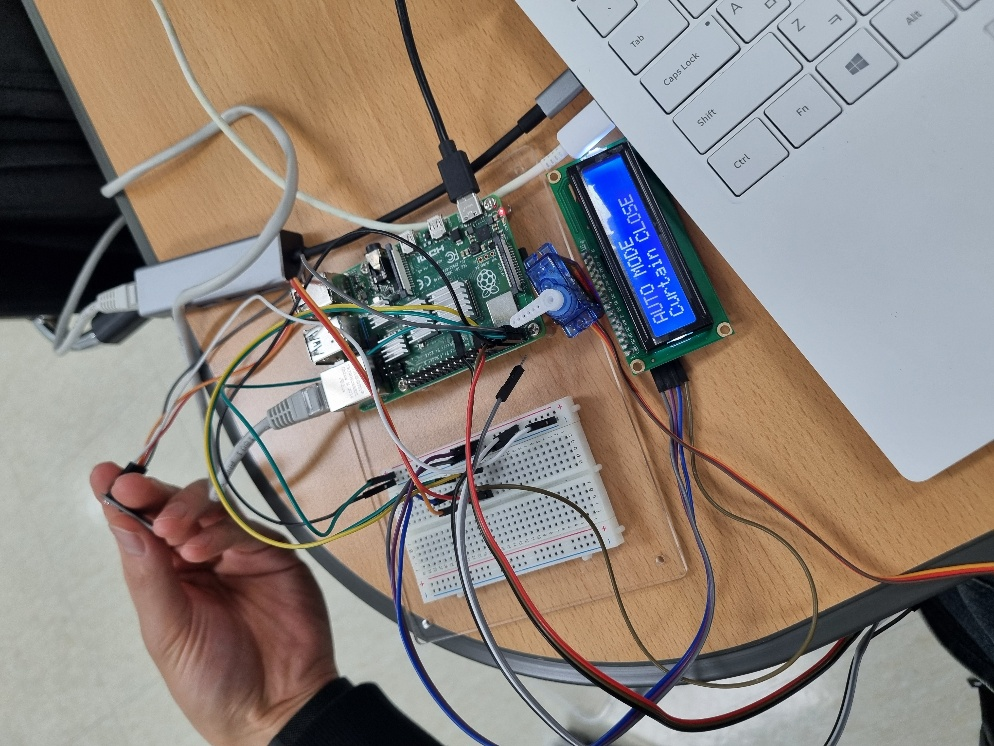 AUTO MODE
Curtain CLOSE
Tab
A ㅁ
Caps Lock
Z ㅋ
Alt
Shift
Fn
Ctrl